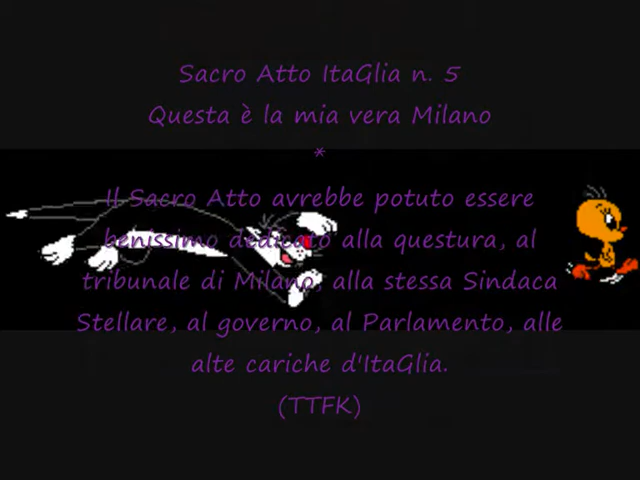 Sacro Atto ItaGlia n. 5
Questa è la mia vera Milano
*
Il Sacro Atto avrebbe potuto essere
benissimo dedicato alla questura, al
tribunale di Milano, alla stessa Sindaca
Stellare, al governo, al Parlamento, alle
alte cariche d'ItaGlia.
(TTFK)